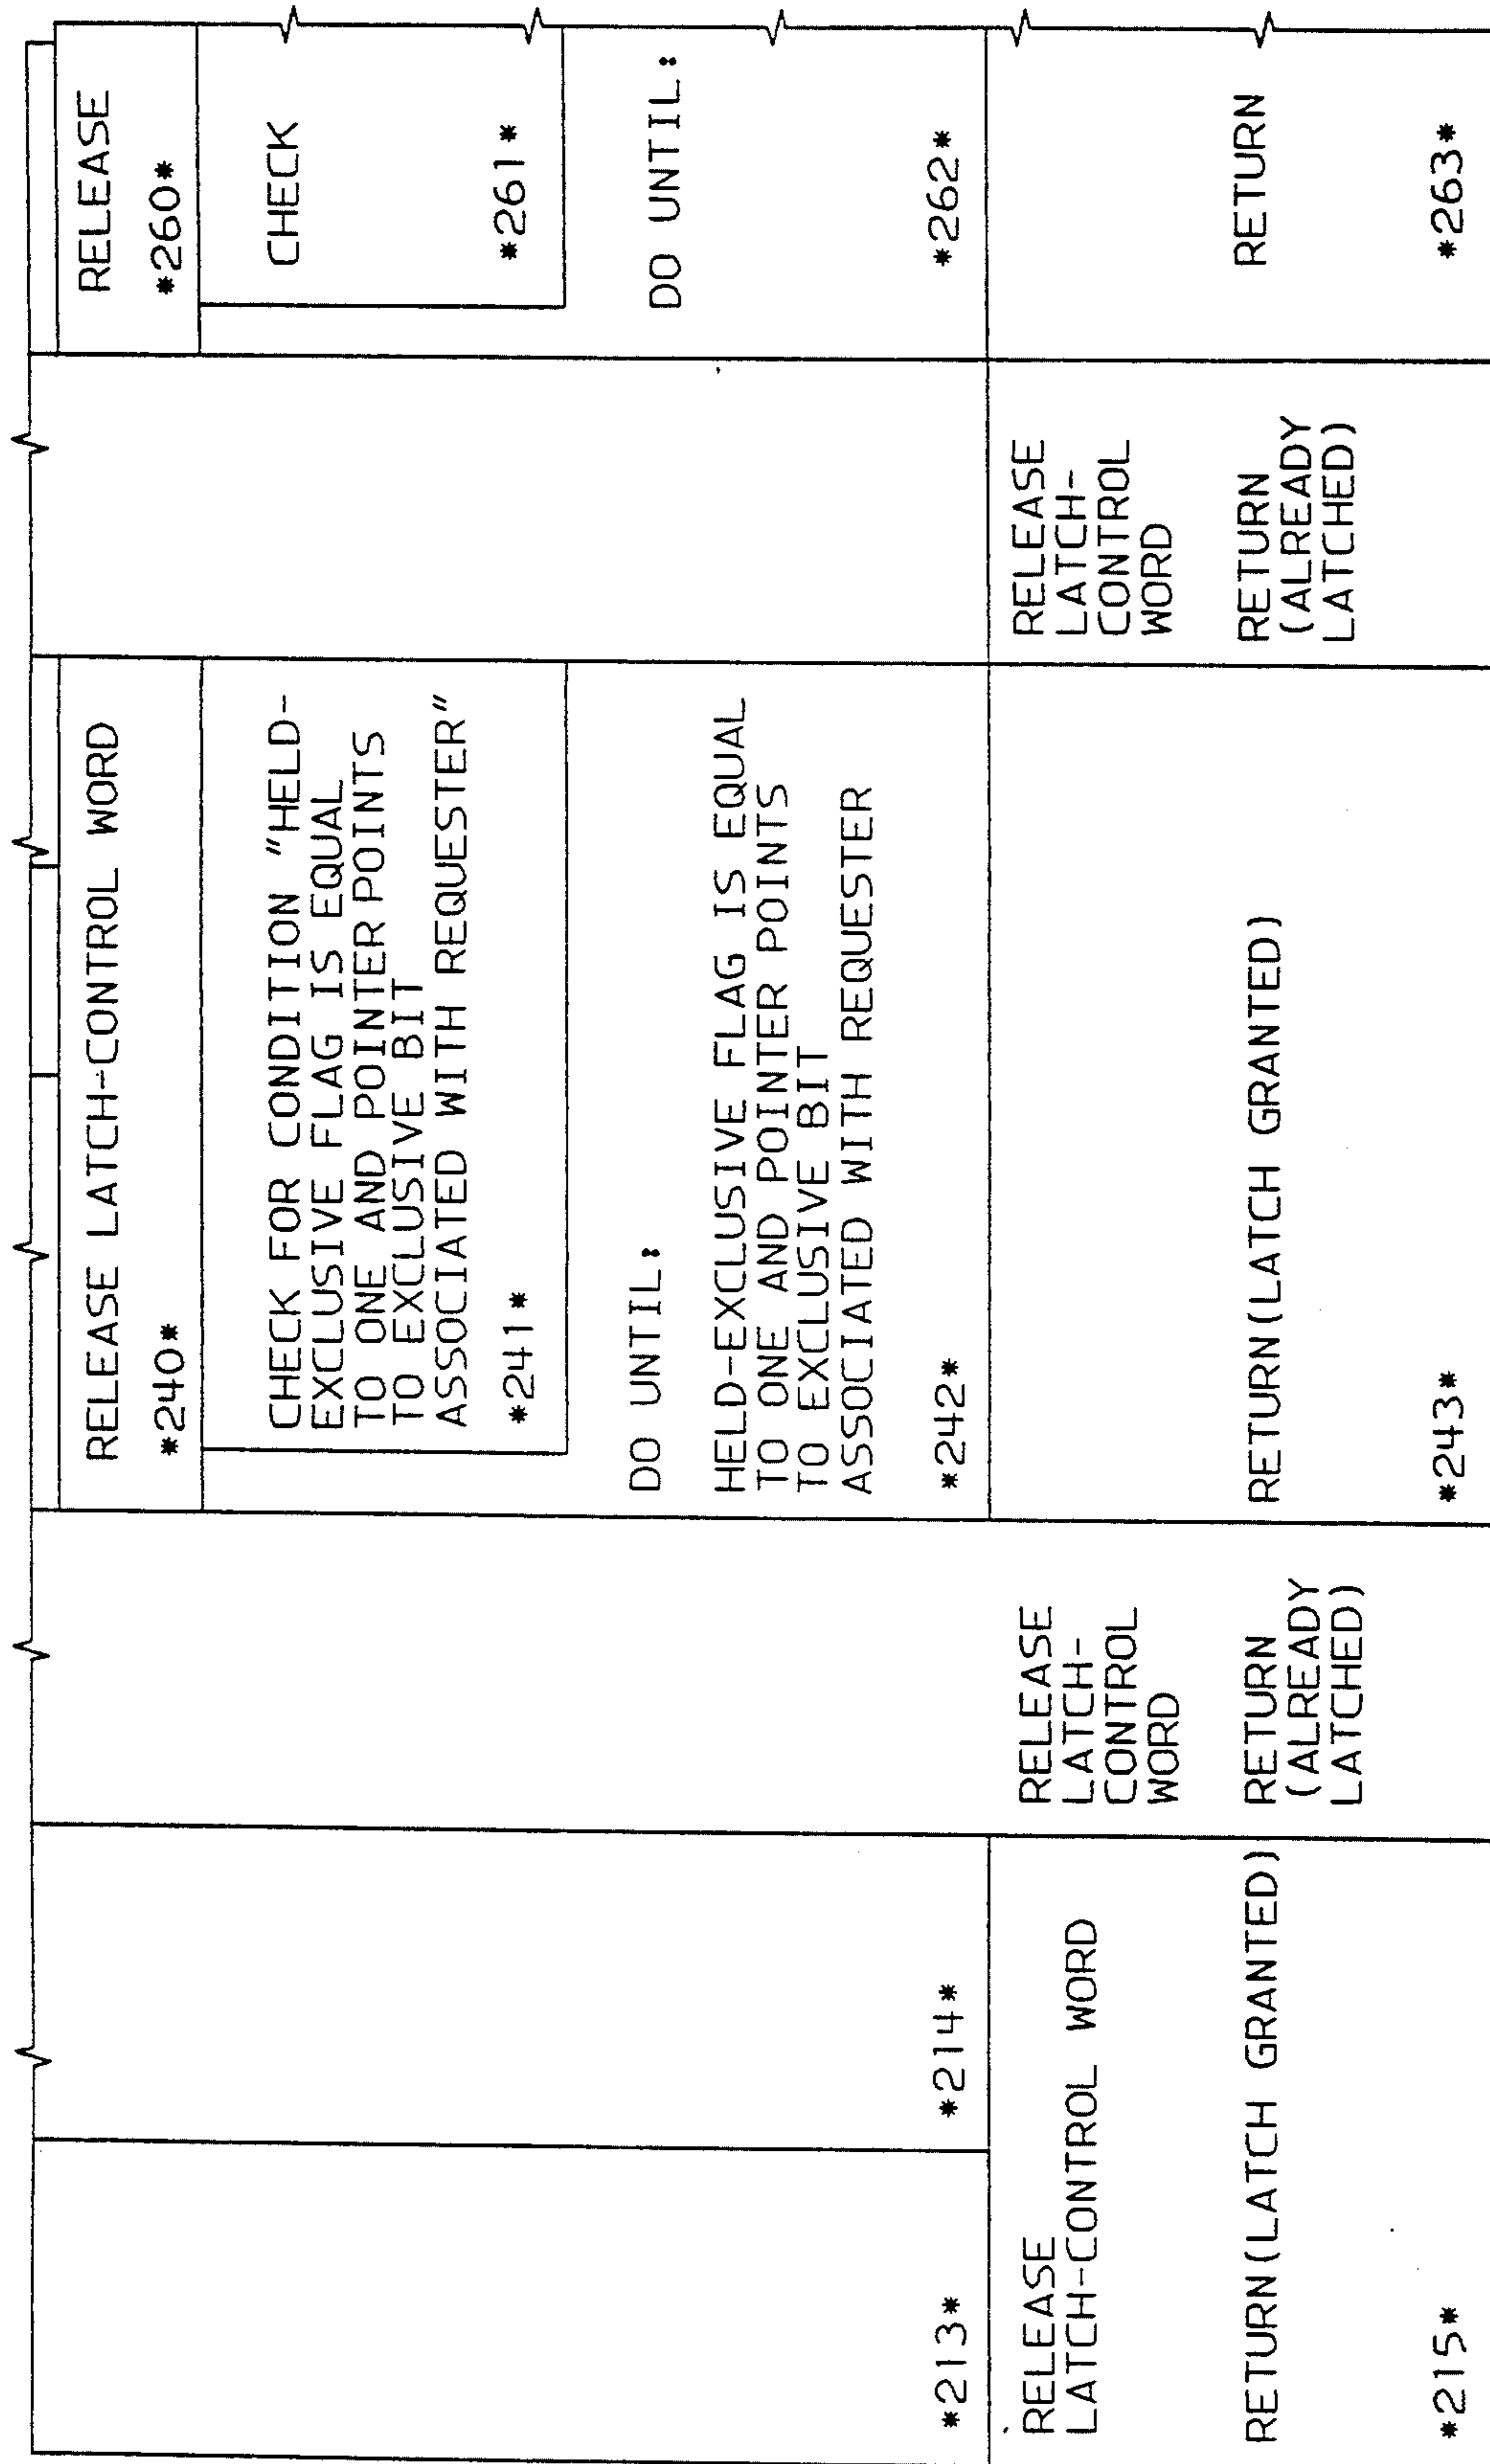 *213*
RELEASE
LATCH-CONTROL WORD
RETURN(LATCH GRANTED)
*215*
*214*
RELEASE
LATCH-
CONTROL
WORD
RETURN
(ALREADY
LATCHED)
RELEASE LATCH-CONTROL WORD
*240*
CHECK FOR CONDITION "HELD-
EXCLUSIVE FLAG IS EQUAL
TO ONE AND POINTER POINTS
TO EXCLUSIVE BIT
ASSOCIATED WITH REQUESTER"
*241*
DO UNTIL:
HELD-EXCLUSIVE FLAG IS EQUAL
TO ONE AND POINTER POINTS
TO EXCLUSIVE BIT
ASSOCIATED WITH REQUESTER
*242*
RETURN(LATCH GRANTED)
*243*
RELEASE
LATCH-
CONTROL
WORD
RETURN
(ALREADY
LATCHED)
RELEASE
*260*
CHECK
*261*
DO UNTIL:
*262*
RETURN
*263*